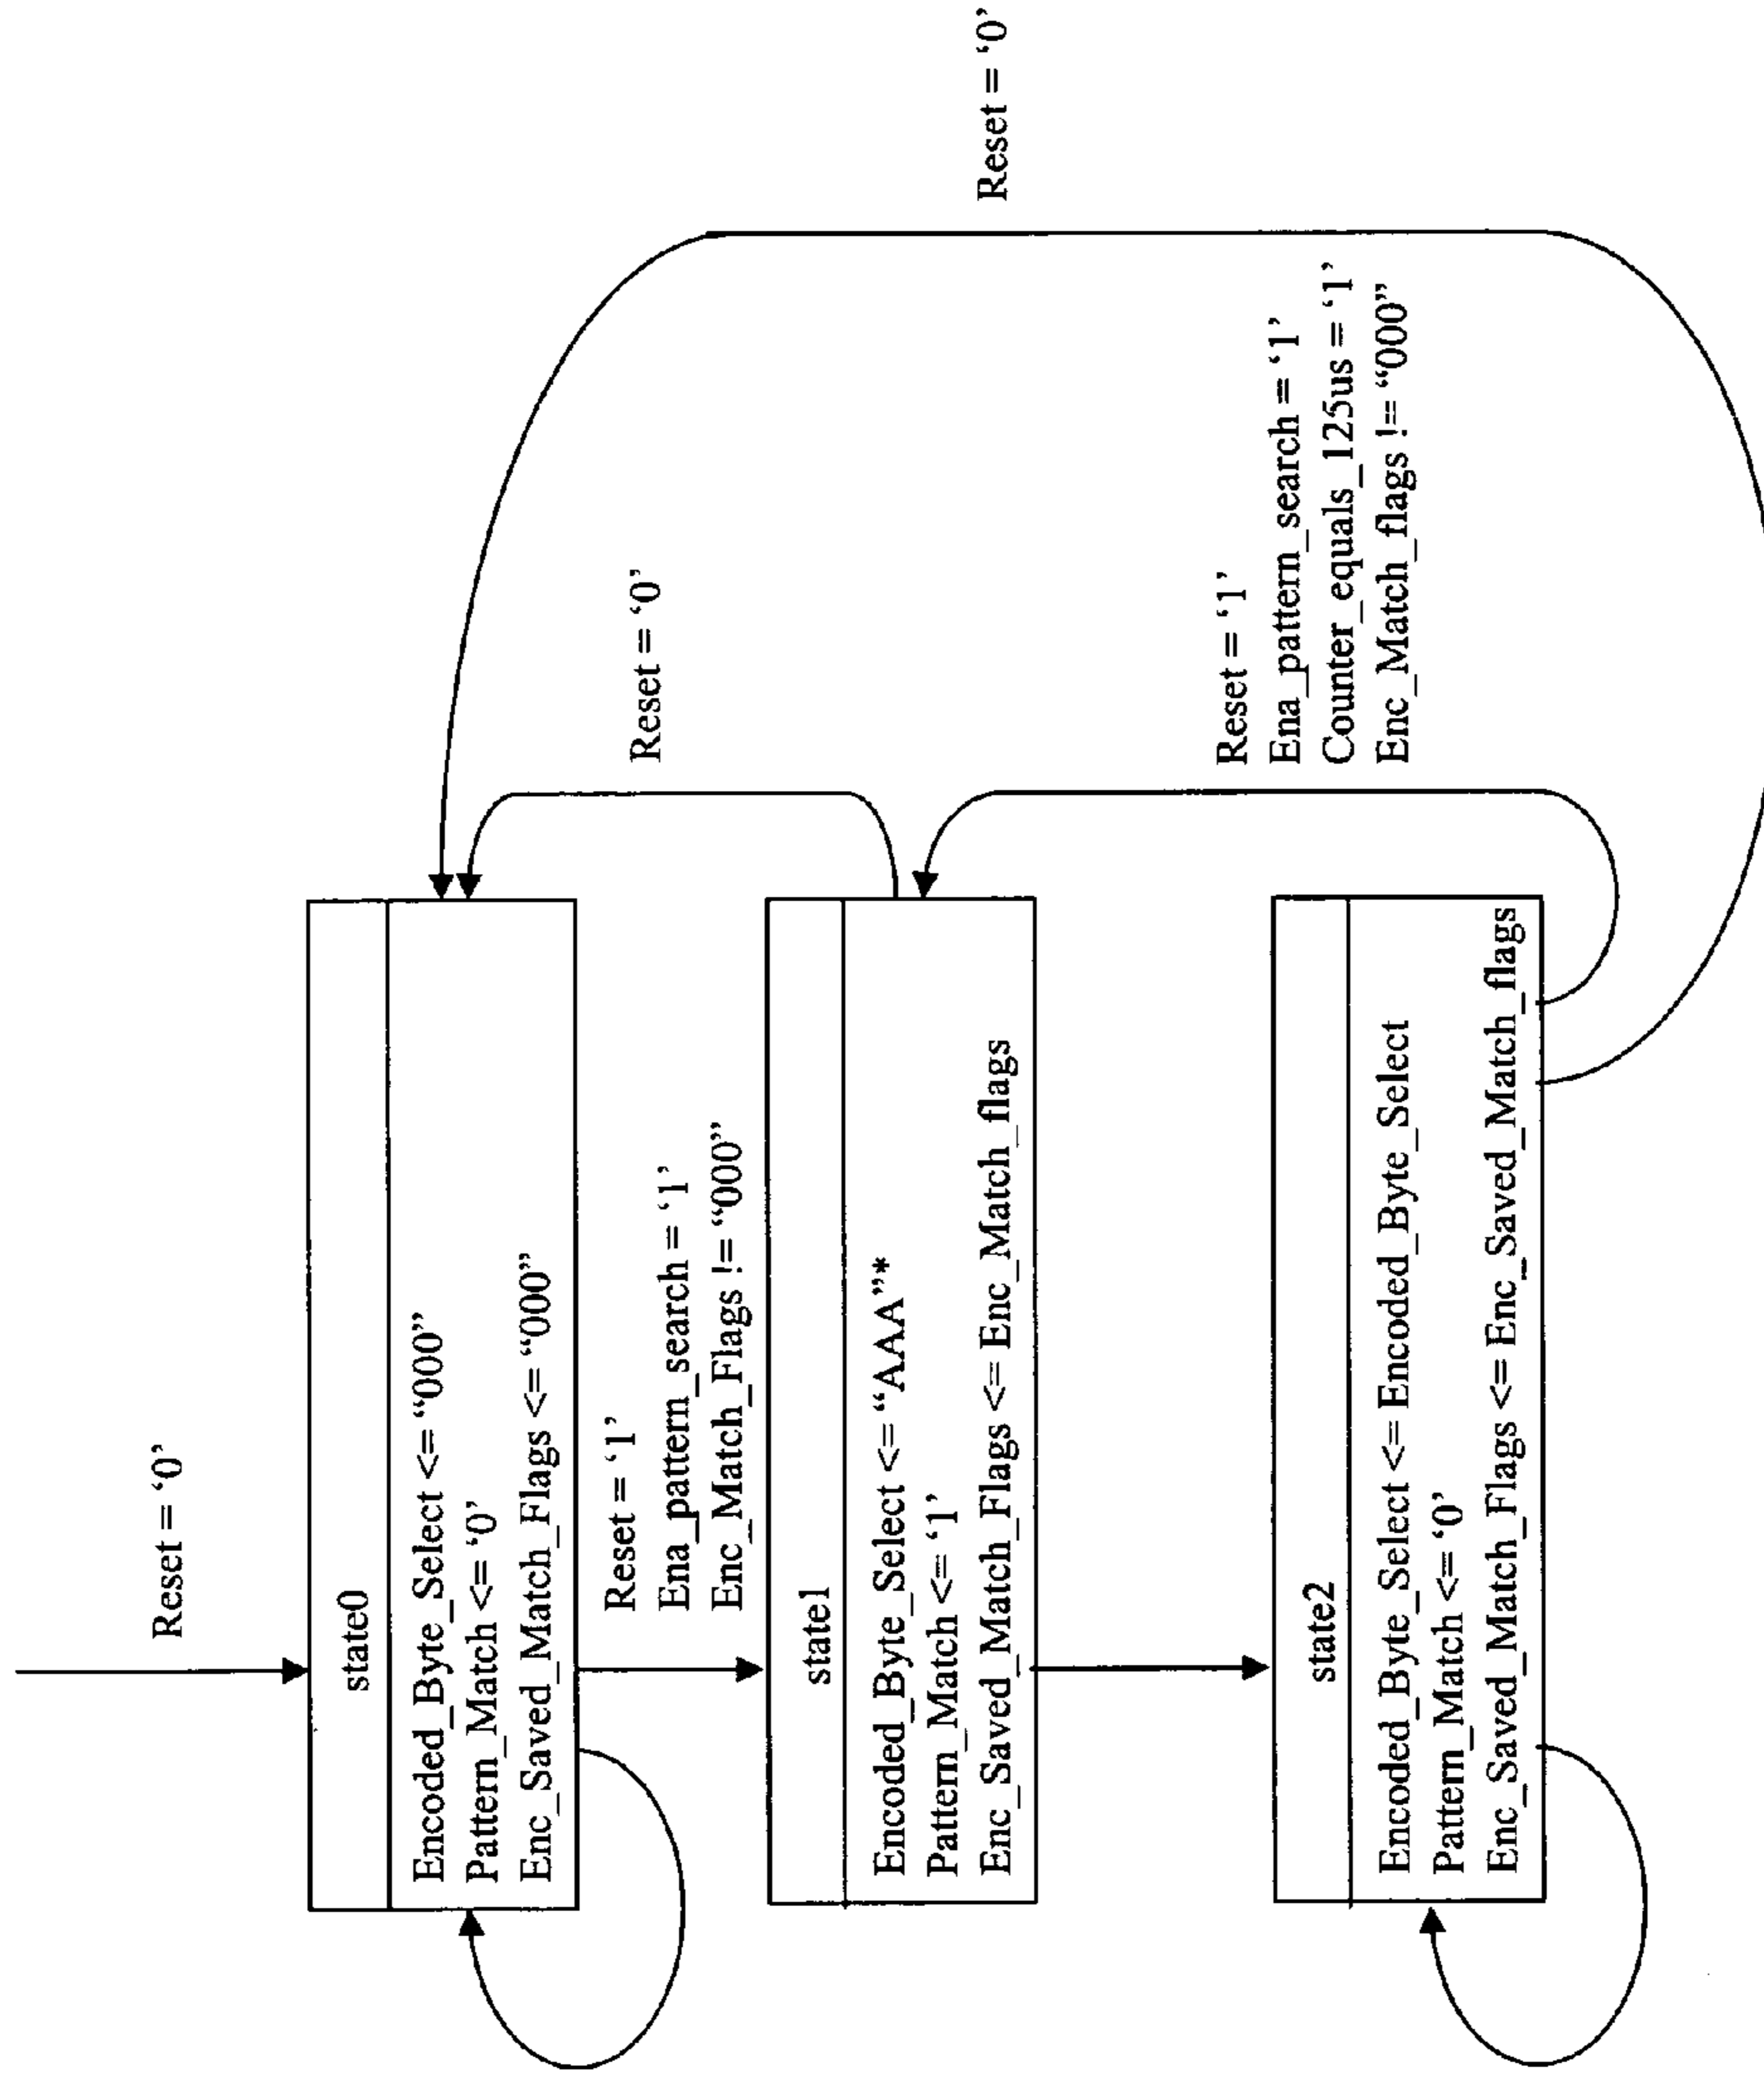 Reset = ‘0’
state0
Encoded_Byte_Select <= “000”
Pattern_Match <= ‘0’
Enc_Saved_Match_Flags <= “000”
Reset = ‘1’
Ena_pattern_search = ‘1’
Enc_Match_Flags != “000”
Reset = ‘0’
Reset = ‘0’
state1
Encoded_Byte_Select <= “AAA”*
Pattern_Match <= ‘1’
Enc_Saved_Match_Flags <= Enc_Match_flags
Reset = ‘1’
Ena_pattern_search = ‘1’
Counter_equals_125us = ‘1’
Enc_Match_flags != “000”
state2
Encoded_Byte_Select <= Encoded_Byte_Select
Pattern_Match <= ‘0’
Enc_Saved_Match_Flags <= Enc_Saved_Match_flags